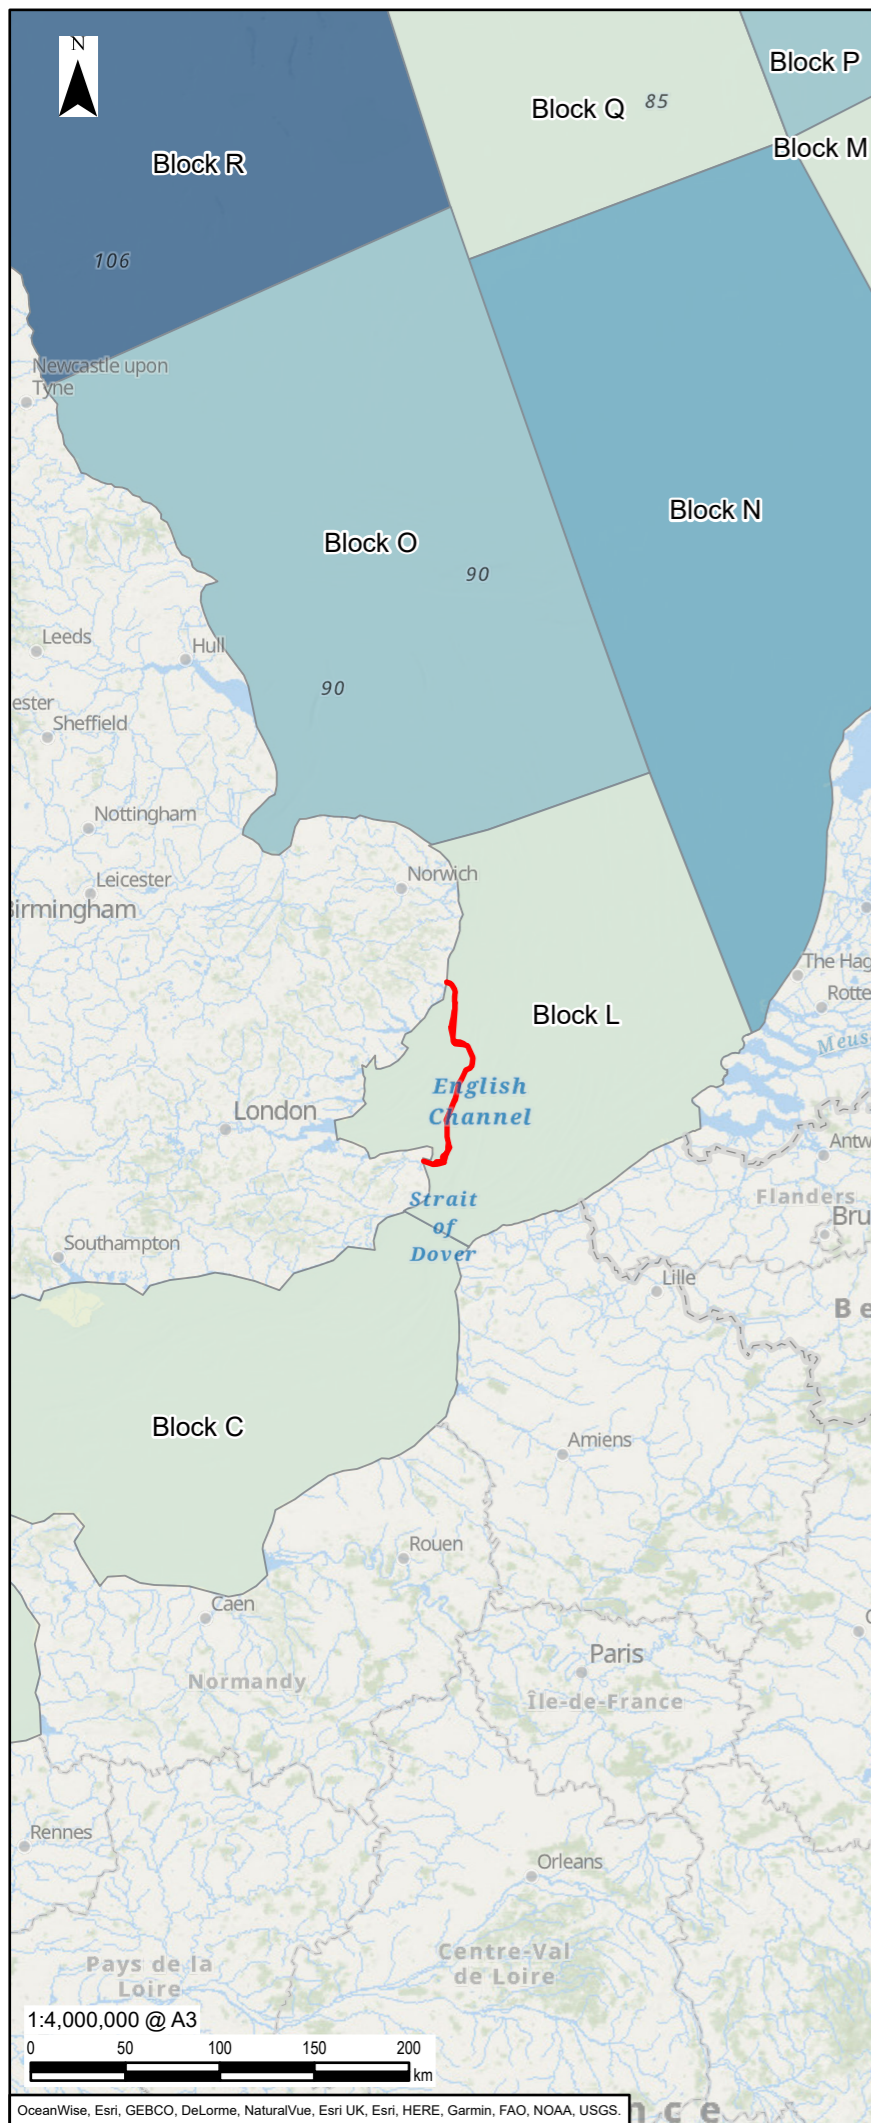 N
Block P
Block Q
85
Block M
Block R
106
Newcastle upon
Tyne
Block N
Block O
90
Leeds
Hull
90
ester
Sheffield
Nottingham
Norwich
Leicester
Birmingham
The Hag
Rotte
Block L
Meus
English
Channel
London
Antw
Flanders
Strait
of
Dover
Bru
Southampton
Lille
Be
Block C
Amiens
Rouen
Caen
Paris
Normandy
Île-de-France
Rennes
Orleans
Centre-Val
de Loire
Pays de la
Loire
1:4,000,000 @ A3
0 50 100 150 200
km
nce
OceanWise, Esri, GEBCO, DeLorme, NaturalVue, Esri UK, Esri, HERE, Garmin, FAO, NOAA, USGS.